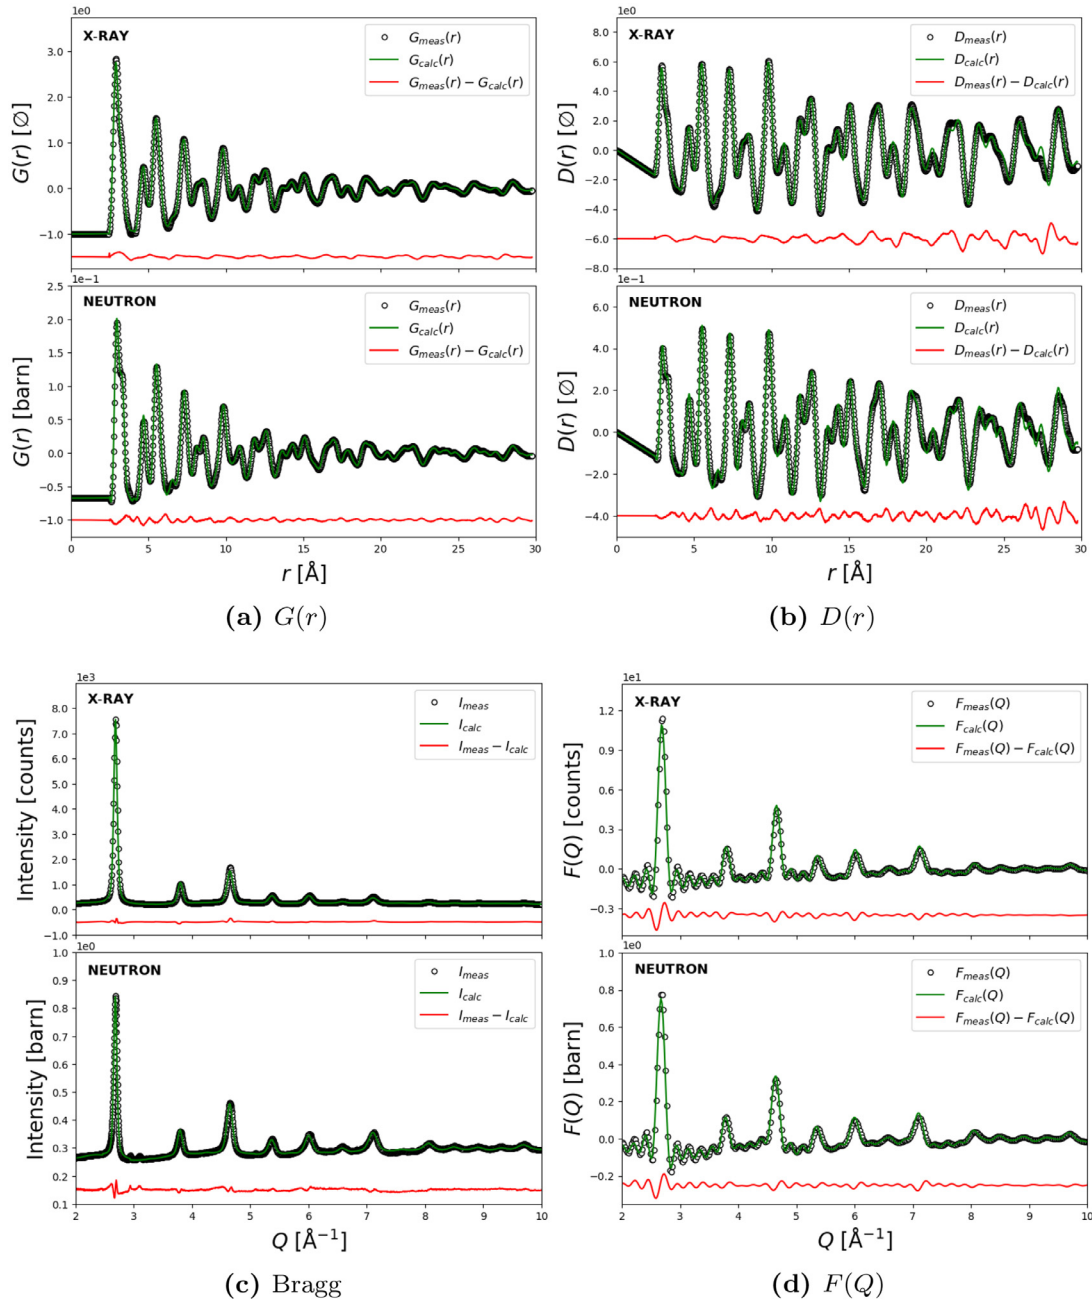 1e0
X-RAY
G_meas(r)
G_calc(r)
G_meas(r) − G_calc(r)
G(r) [∅]
3.0
2.0
1.0
0.0
−1.0
1e−1
NEUTRON
G_meas(r)
G_calc(r)
G_meas(r) − G_calc(r)
G(r) [barn]
2.5
2.0
1.5
1.0
0.5
0.0
−0.5
−1.0
0 5 10 15 20 25 30
r [Å]
(a) G(r)
1e0
X-RAY
D_meas(r)
D_calc(r)
D_meas(r) − D_calc(r)
D(r) [∅]
8.0
6.0
4.0
2.0
0.0
−2.0
−4.0
−6.0
−8.0
1e−1
NEUTRON
D_meas(r)
D_calc(r)
D_meas(r) − D_calc(r)
D(r) [∅]
6.0
4.0
2.0
0.0
−2.0
−4.0
0 5 10 15 20 25 30
r [Å]
(b) D(r)
1e3
X-RAY
I_meas
I_calc
I_meas − I_calc
Intensity [counts]
8.0
7.0
6.0
5.0
4.0
3.0
2.0
1.0
0.0
−1.0
1e0
NEUTRON
I_meas
I_calc
I_meas − I_calc
Intensity [barn]
1.0
0.9
0.8
0.7
0.6
0.5
0.4
0.3
0.2
0.1
2 3 4 5 6 7 8 9 10
Q [Å⁻¹]
(c) Bragg
1e1
X-RAY
F_meas(Q)
F_calc(Q)
F_meas(Q) − F_calc(Q)
F(Q) [counts]
1.2
0.9
0.6
0.3
0.0
−0.3
1e0
NEUTRON
F_meas(Q)
F_calc(Q)
F_meas(Q) − F_calc(Q)
F(Q) [barn]
1.0
0.8
0.6
0.4
0.2
0.0
−0.2
2 3 4 5 6 7 8 9 10
Q [Å⁻¹]
(d) F(Q)